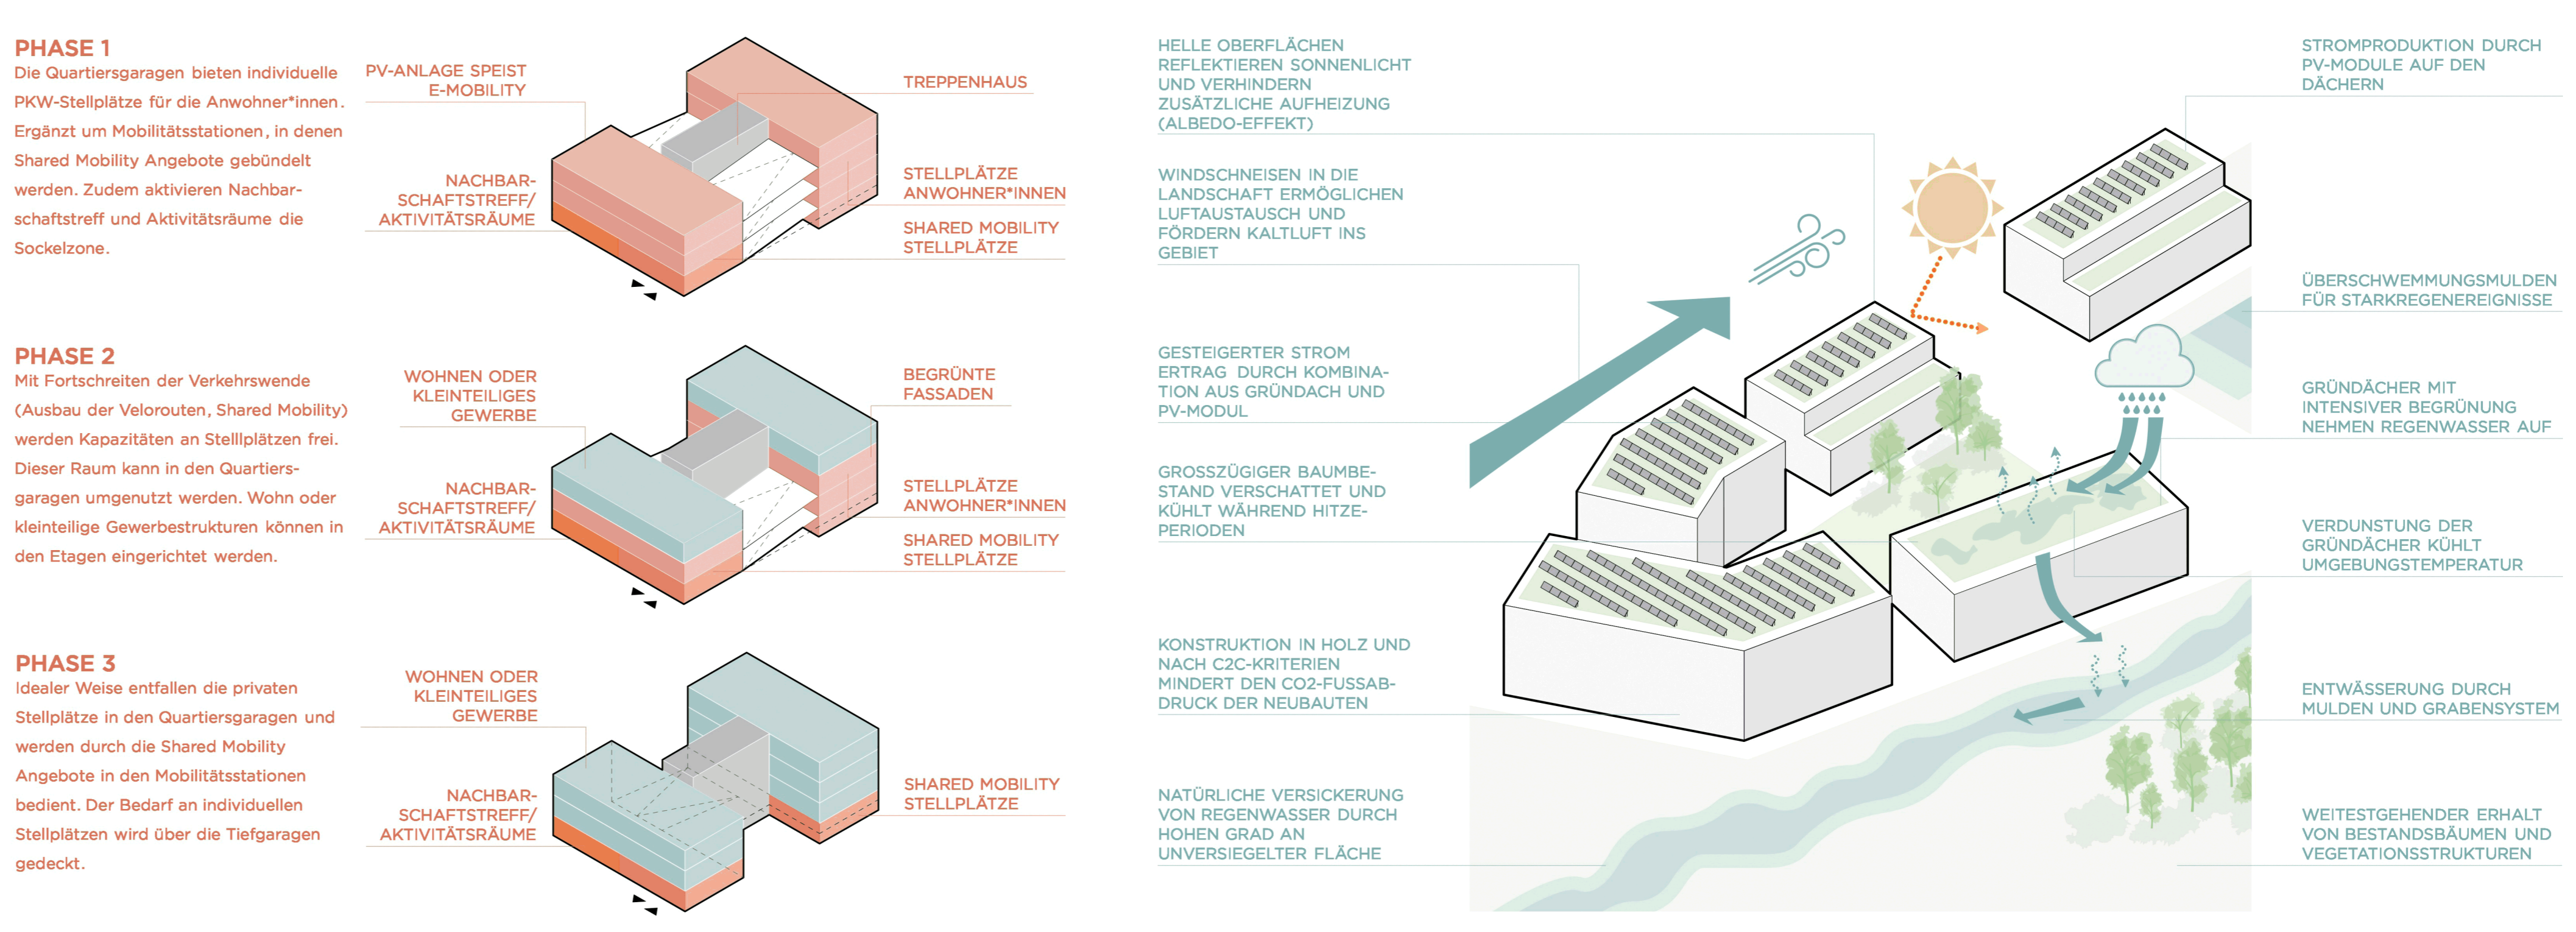 PHASE 1
Die Quartiersgaragen bieten individuelle
PKW-Stellplätze für die Anwohner*innen.
Ergänzt um Mobilitätsstationen, in denen
Shared Mobility Angebote gebündelt
werden. Zudem aktivieren Nachbar-
schaftstreff und Aktivitätsräume die
Sockelzone.
PV-ANLAGE SPEIST
E-MOBILITY
NACHBAR-
SCHAFTSTREFF/
AKTIVITÄTSRÄUME
TREPPENHAUS
STELLPLÄTZE
ANWOHNER*INNEN
SHARED MOBILITY
STELLPLÄTZE
PHASE 2
Mit Fortschreiten der Verkehrswende
(Ausbau der Velorouten, Shared Mobility)
werden Kapazitäten an Stelllplätzen frei.
Dieser Raum kann in den Quartiers-
garagen umgenutzt werden. Wohn oder
kleinteilige Gewerbestrukturen können in
den Etagen eingerichtet werden.
WOHNEN ODER
KLEINTEILIGES
GEWERBE
NACHBAR-
SCHAFTSTREFF/
AKTIVITÄTSRÄUME
BEGRÜNTE
FASSADEN
STELLPLÄTZE
ANWOHNER*INNEN
SHARED MOBILITY
STELLPLÄTZE
PHASE 3
Idealer Weise entfallen die privaten
Stellplätze in den Quartiersgaragen und
werden durch die Shared Mobility
Angebote in den Mobilitätsstationen
bedient. Der Bedarf an individuellen
Stellplätzen wird über die Tiefgaragen
gedeckt.
WOHNEN ODER
KLEINTEILIGES
GEWERBE
NACHBAR-
SCHAFTSTREFF/
AKTIVITÄTSRÄUME
SHARED MOBILITY
STELLPLÄTZE
HELLE OBERFLÄCHEN
REFLEKTIEREN SONNENLICHT
UND VERHINDERN
ZUSÄTZLICHE AUFHEIZUNG
(ALBEDO-EFFEKT)
WINDSCHNEISEN IN DIE
LANDSCHAFT ERMÖGLICHEN
LUFTAUSTAUSCH UND
FÖRDERN KALTLUFT INS
GEBIET
GESTEIGERTER STROM
ERTRAG DURCH KOMBINA-
TION AUS GRÜNDACH UND
PV-MODUL
GROSSZÜGIGER BAUMBE-
STAND VERSCHATTET UND
KÜHLT WÄHREND HITZE-
PERIODEN
KONSTRUKTION IN HOLZ UND
NACH C2C-KRITERIEN
MINDERT DEN CO2-FUSSAB-
DRUCK DER NEUBAUTEN
NATÜRLICHE VERSICKERUNG
VON REGENWASSER DURCH
HOHEN GRAD AN
UNVERSIEGELTER FLÄCHE
STROMPRODUKTION DURCH
PV-MODULE AUF DEN
DÄCHERN
ÜBERSCHWEMMUNGSMULDEN
FÜR STARKREGENEREIGNISSE
GRÜNDÄCHER MIT
INTENSIVER BEGRÜNUNG
NEHMEN REGENWASSER AUF
VERDUNSTUNG DER
GRÜNDÄCHER KÜHLT
UMGEBUNGSTEMPERATUR
ENTWÄSSERUNG DURCH
MULDEN UND GRABENSYSTEM
WEITESTGEHENDER ERHALT
VON BESTANDSBÄUMEN UND
VEGETATIONSSTRUKTUREN